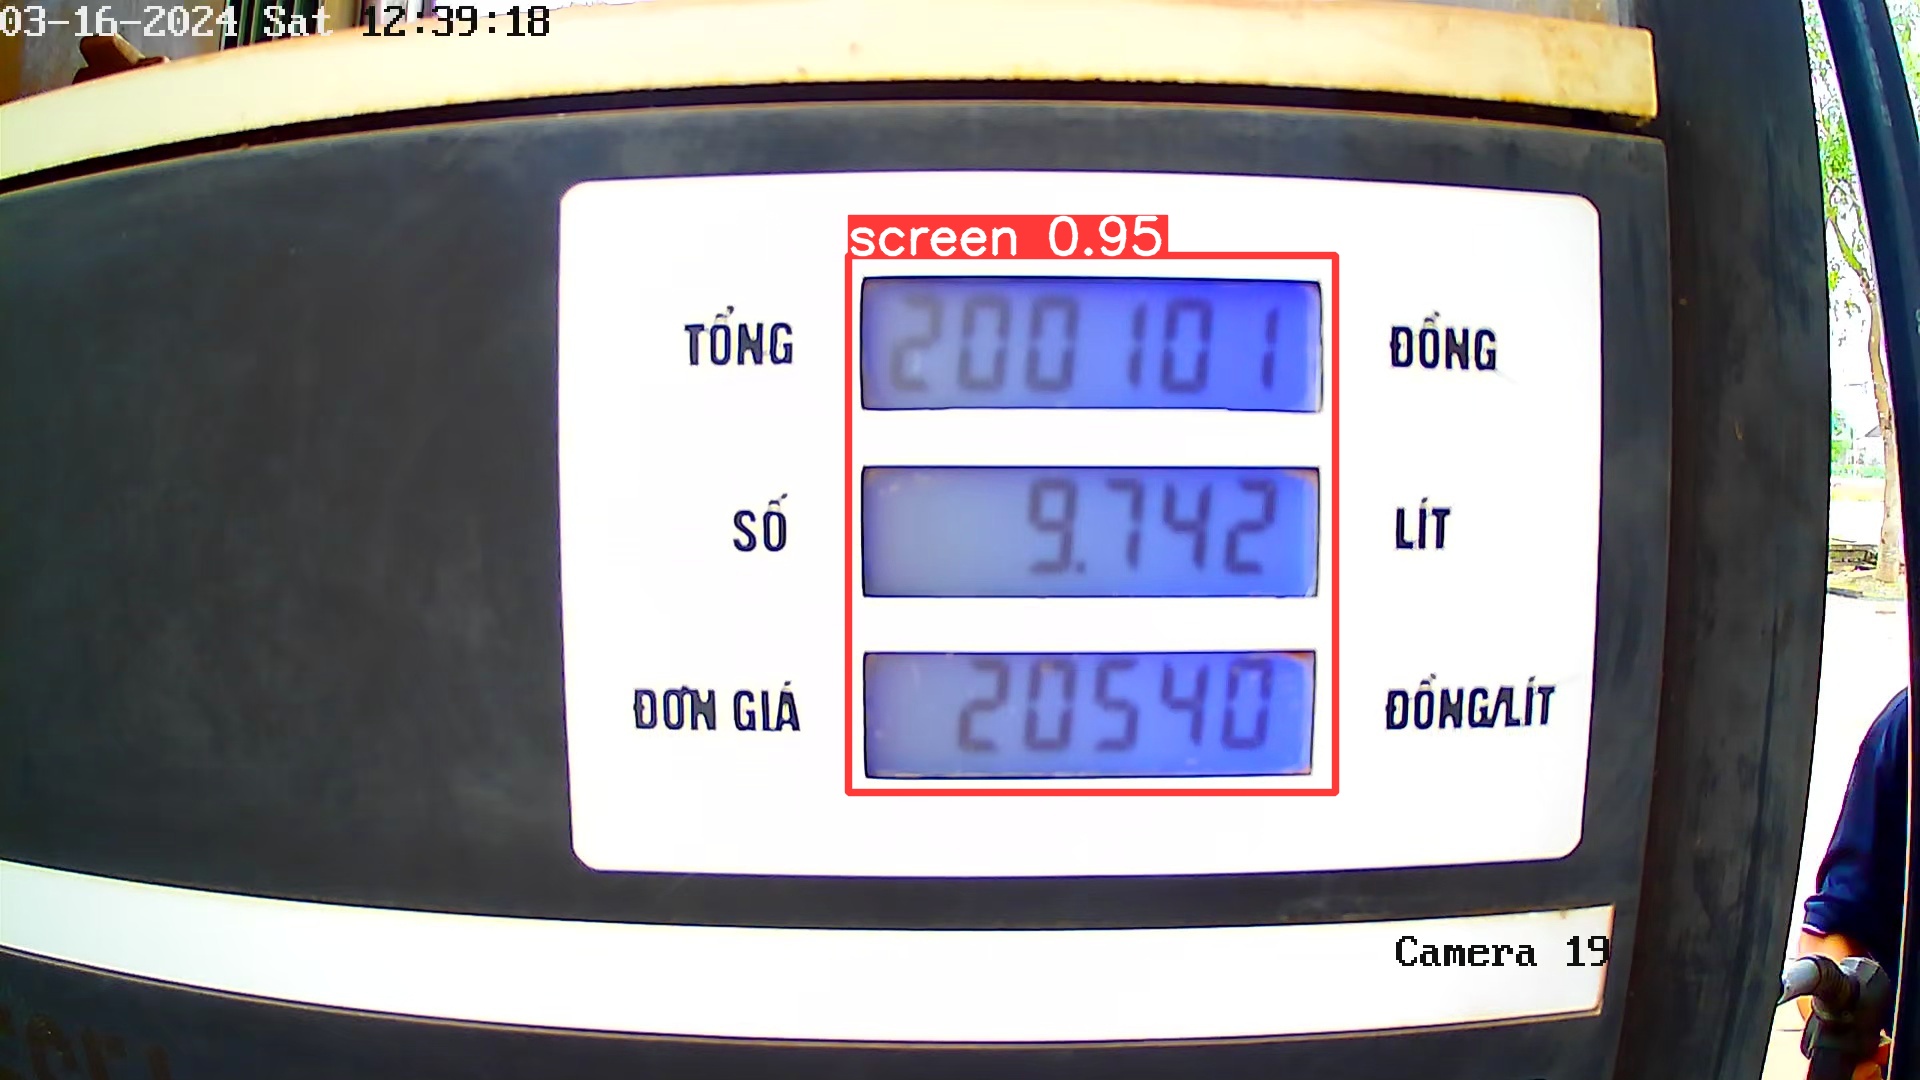 03-16-2024 Sat 12:39:18
screen 0.95
TỔNG 200101 ĐỒNG
SỐ 9.742 LÍT
ĐƠN GIÁ 20540 ĐỒNG/LÍT
Camera 19